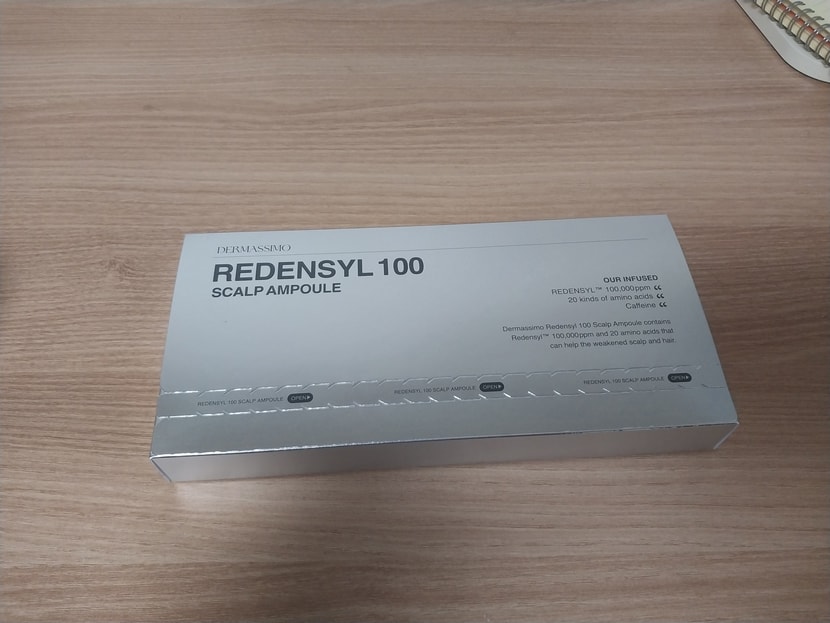 DERMASSIMO
REDENSYL 100
SCALP AMPOULE
OUR INFUSED
REDENSYL™ 100,000ppm
20 kinds of amino acids
Caffeine
Dermassimo Redensyl 100 Scalp Ampoule contains
Redensyl™ 100,000ppm and 20 amino acids that
can help the weakened scalp and hair.
REDENSYL 100 SCALP AMPOULE OPEN
REDENSYL 100 SCALP AMPOULE OPEN
REDENSYL 100 SCALP AMPOULE OPEN